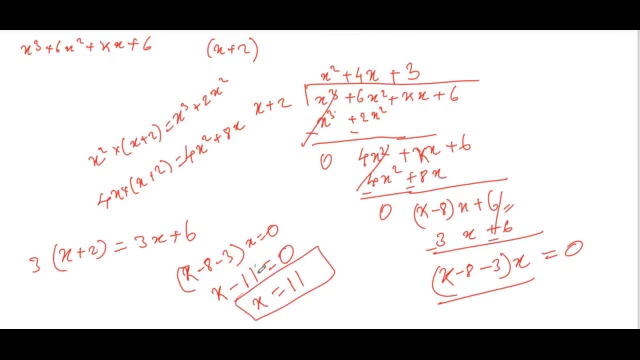 x³+6x²+kx+6 (x+2)
x²+4x+3
x+2 x³+6x²+kx+6
x²×(x+2)=x³+2x²
- x³+2x²
-
4x×(x+2)=4x²+8x
0 4x²+kx+6
4x²+8x
- -
0 (k-8)x+6
3(x+2)=3x+6
-3x+6
-
(k-8-3)x=0
(k-8-3)x=0
k-11=0
x=11